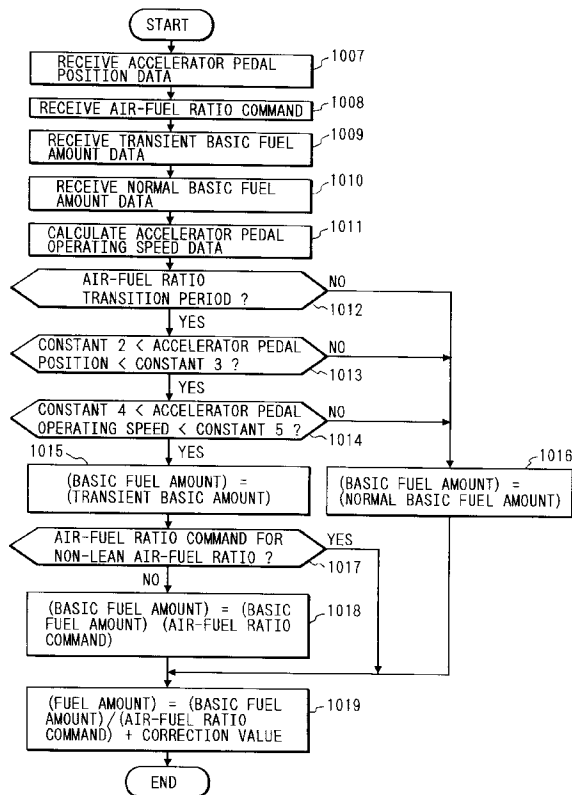 START
RECEIVE ACCELERATOR PEDAL
POSITION DATA
1007
RECEIVE AIR-FUEL RATIO COMMAND
1008
RECEIVE TRANSIENT BASIC FUEL
AMOUNT DATA
1009
RECEIVE NORMAL BASIC FUEL
AMOUNT DATA
1010
CALCULATE ACCELERATOR PEDAL
OPERATING SPEED DATA
1011
AIR-FUEL RATIO
TRANSITION PERIOD ?
NO
1012
YES
CONSTANT 2 < ACCELERATOR PEDAL
POSITION < CONSTANT 3 ?
NO
1013
YES
CONSTANT 4 < ACCELERATOR PEDAL
OPERATING SPEED < CONSTANT 5 ?
NO
1014
YES
1015
(BASIC FUEL AMOUNT) =
(TRANSIENT BASIC AMOUNT)
1016
(BASIC FUEL AMOUNT) =
(NORMAL BASIC FUEL AMOUNT)
AIR-FUEL RATIO COMMAND FOR
NON-LEAN AIR-FUEL RATIO ?
YES
1017
NO
(BASIC FUEL AMOUNT) = (BASIC
FUEL AMOUNT) (AIR-FUEL RATIO
COMMAND)
1018
(FUEL AMOUNT) = (BASIC FUEL
AMOUNT)/(AIR-FUEL RATIO
COMMAND) + CORRECTION VALUE
1019
END